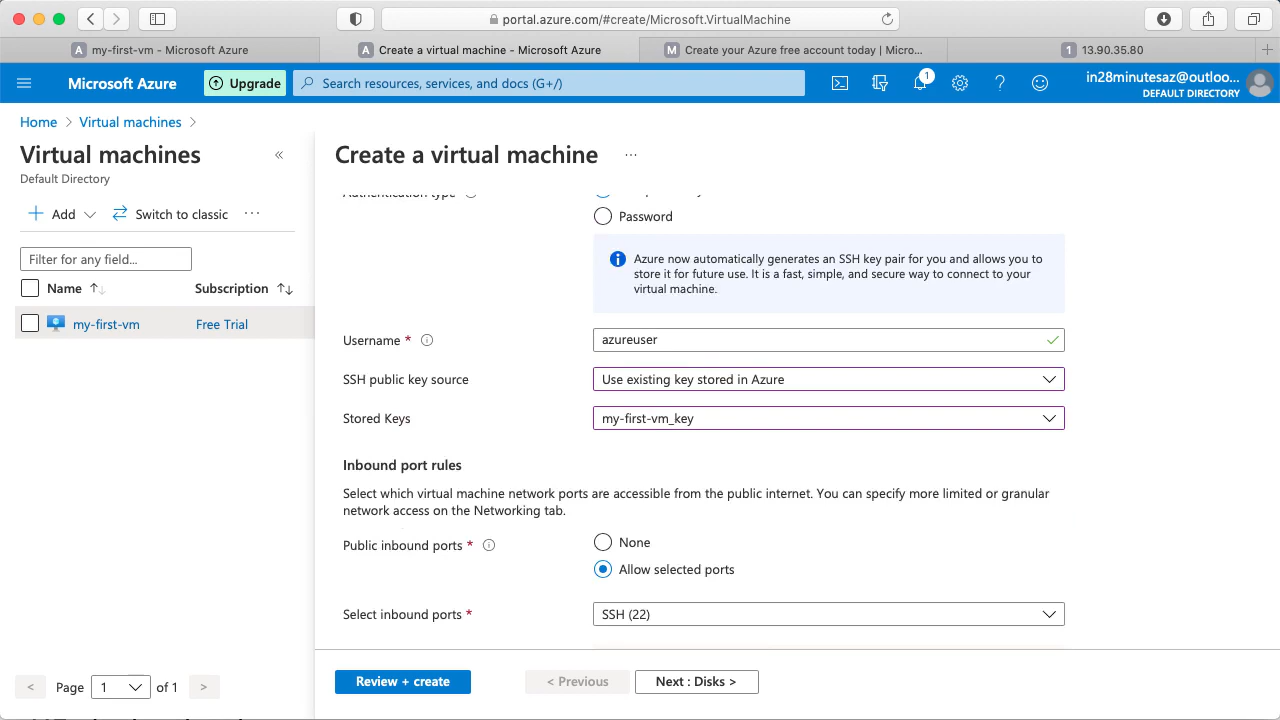 portal.azure.com/#create/Microsoft.VirtualMachine
A my-first-vm - Microsoft Azure
A Create a virtual machine - Microsoft Azure
M Create your Azure free account today | Micro...
1 13.90.35.80
Microsoft Azure
Upgrade
Search resources, services, and docs (G+/)
1
in28minutesaz@outloo...
DEFAULT DIRECTORY
Home > Virtual machines >
Virtual machines
Default Directory
+ Add
Switch to classic
...
Filter for any field...
Name
Subscription
my-first-vm
Free Trial
< Page 1 of 1 >
Create a virtual machine
...
Authentication type
Password
Azure now automatically generates an SSH key pair for you and allows you to
store it for future use. It is a fast, simple, and secure way to connect to your
virtual machine.
Username *
azureuser
SSH public key source
Use existing key stored in Azure
Stored Keys
my-first-vm_key
Inbound port rules
Select which virtual machine network ports are accessible from the public internet. You can specify more limited or granular
network access on the Networking tab.
Public inbound ports *
None
Allow selected ports
Select inbound ports *
SSH (22)
Review + create
< Previous
Next : Disks >